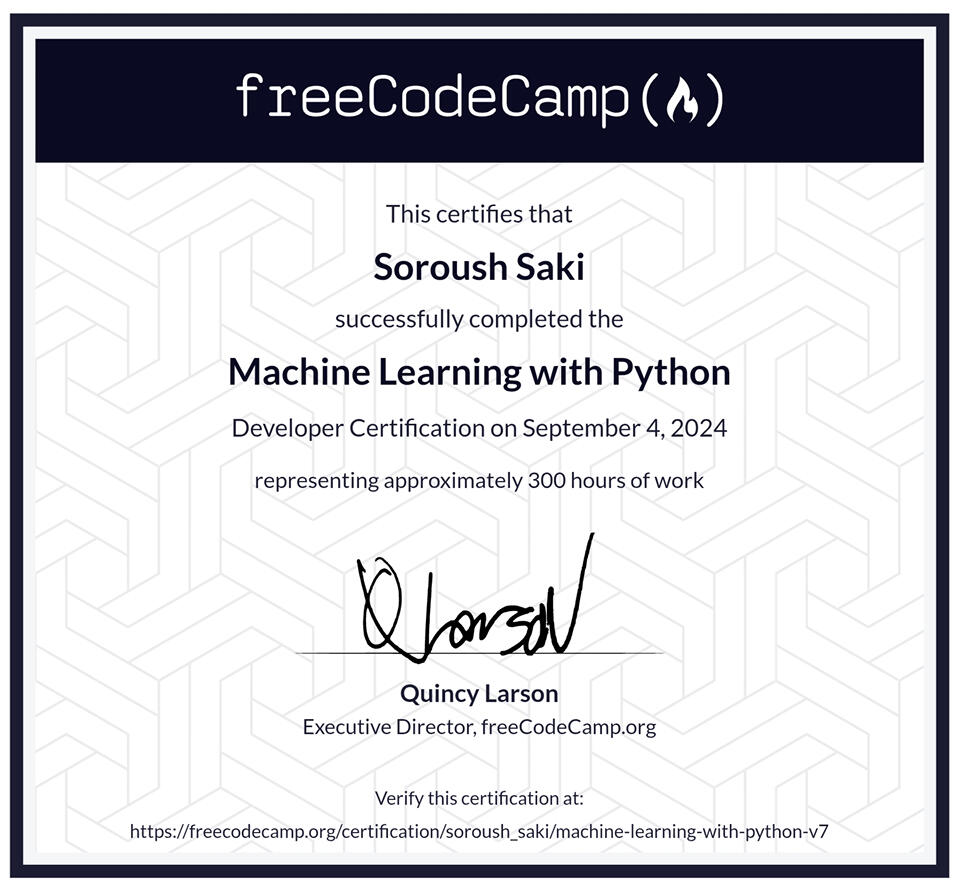 freeCodeCamp
This certifies that
Soroush Saki
successfully completed the
Machine Learning with Python
Developer Certification on September 4, 2024
representing approximately 300 hours of work
Q Larson
Quincy Larson
Executive Director, freeCodeCamp.org
Verify this certification at:
https://freecodecamp.org/certification/soroush_saki/machine-learning-with-python-v7